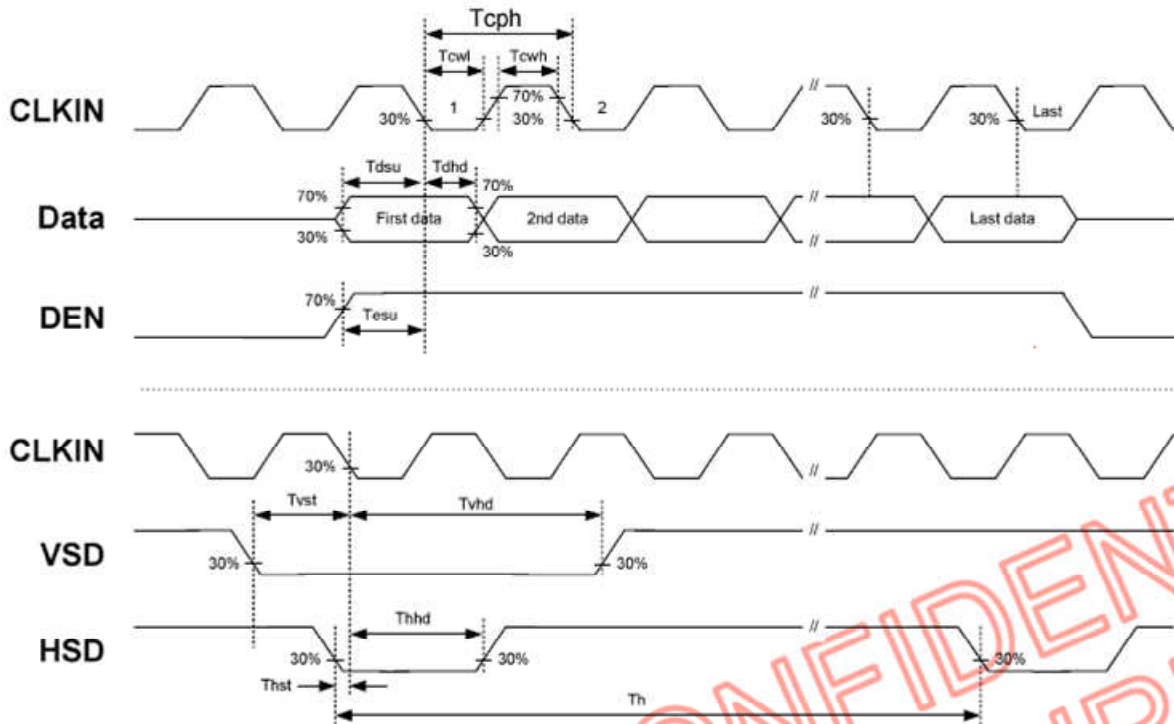 Tcph
Tcwl Tcwh
CLKIN 30% 1 70% 30% 2 // 30% 30% Last
Tdsu Tdhd
70% 70%
Data First data 2nd data // // Last data
30% 30%
DEN 70% Tesu //
CLKIN 30% //
Tvst Tvhd
VSD 30% 30% //
Thhd
HSD 30% 30% // 30%
Thst
Th